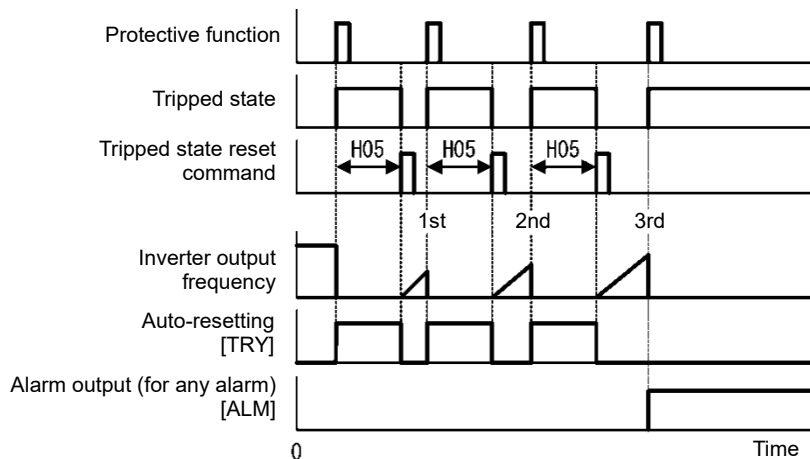 Protective function
Tripped state
Tripped state reset
command
H05 H05 H05
1st 2nd 3rd
Inverter output
frequency
Auto-resetting
[TRY]
Alarm output (for any alarm)
[ALM]
0 Time